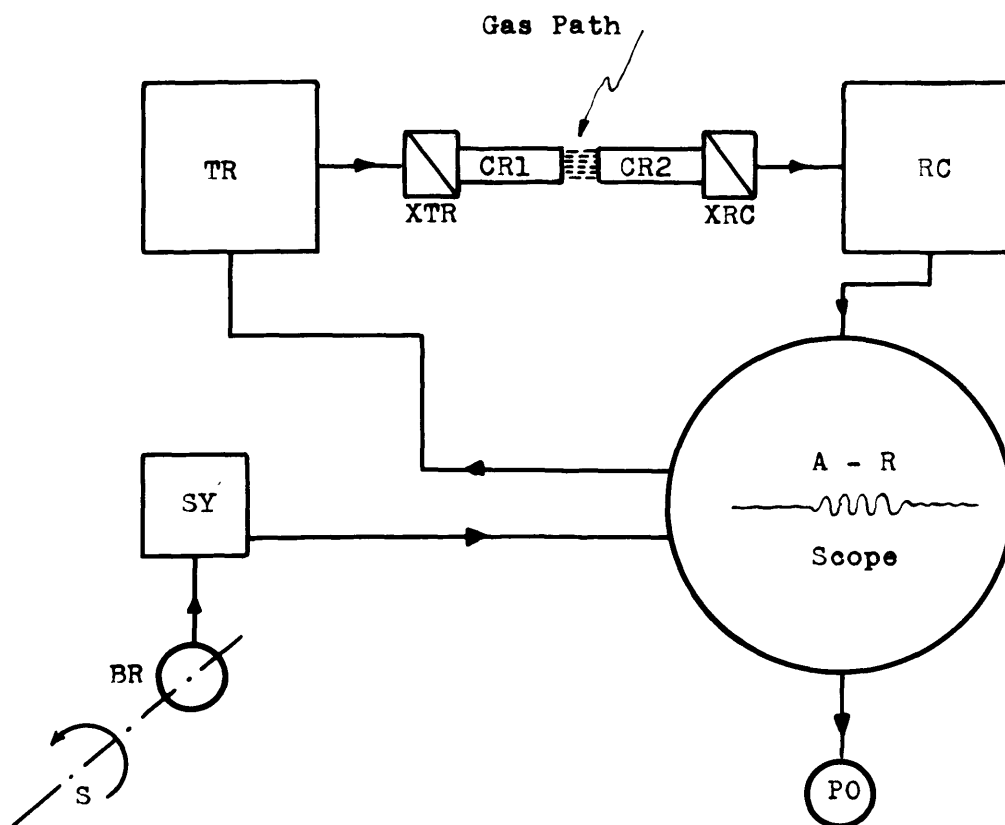 Gas Path
TR
CR1
CR2
RC
XTR
XRC
A - R
Scope
SY
BR
S
PO